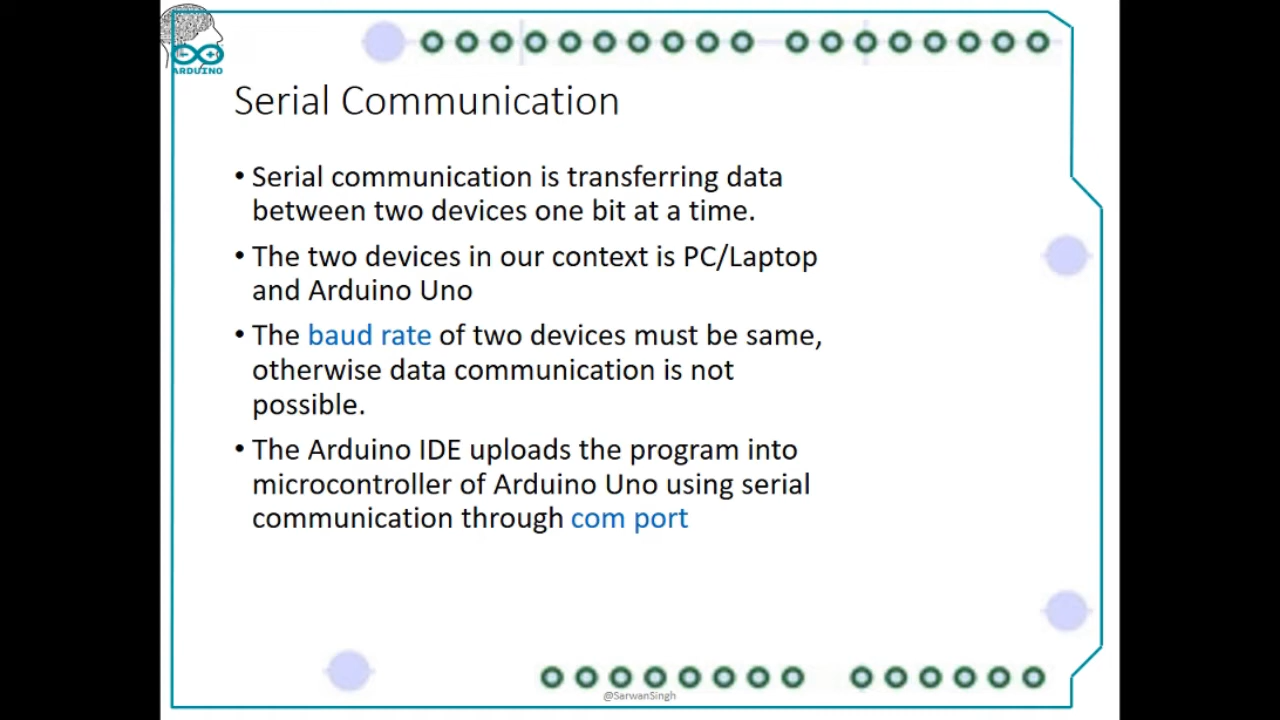 ARDUINO
Serial Communication
• Serial communication is transferring data
between two devices one bit at a time.
• The two devices in our context is PC/Laptop
and Arduino Uno
• The baud rate of two devices must be same,
otherwise data communication is not
possible.
• The Arduino IDE uploads the program into
microcontroller of Arduino Uno using serial
communication through com port
@SarwanSingh